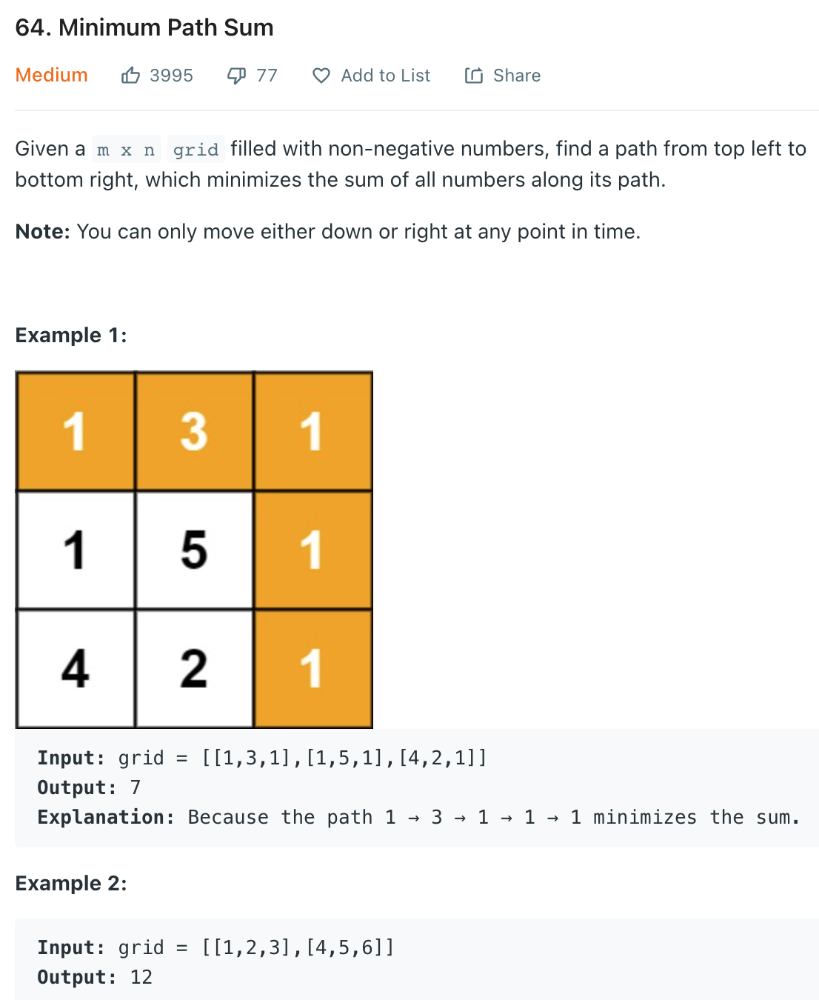 64. Minimum Path Sum
Medium 3995 77 Add to List Share
Given a m x n grid filled with non-negative numbers, find a path from top left to
bottom right, which minimizes the sum of all numbers along its path.
Note: You can only move either down or right at any point in time.
Example 1:
1 3 1
1 5 1
4 2 1
Input: grid = [[1,3,1],[1,5,1],[4,2,1]]
Output: 7
Explanation: Because the path 1 → 3 → 1 → 1 → 1 minimizes the sum.
Example 2:
Input: grid = [[1,2,3],[4,5,6]]
Output: 12